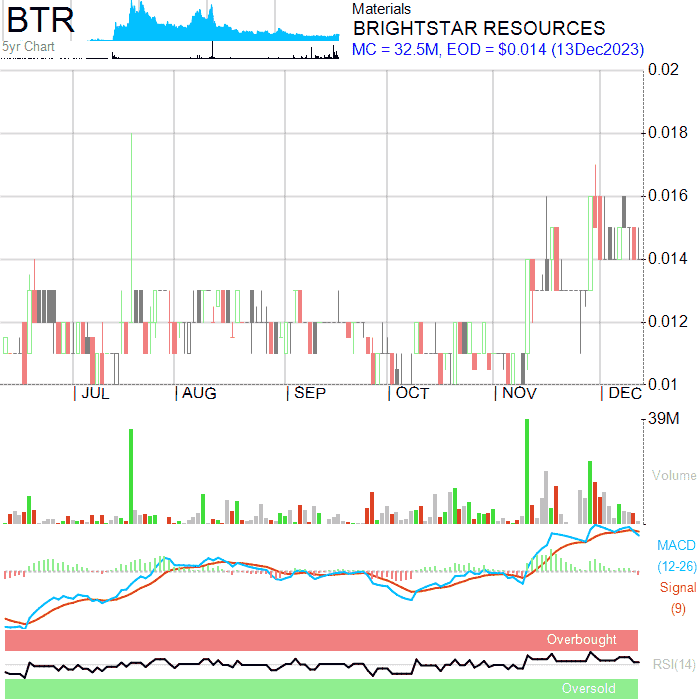 BTR
5yr Chart
Materials
BRIGHTSTAR RESOURCES
MC = 32.5M, EOD = $0.014 (13Dec2023)
0.02
0.018
0.016
0.014
0.012
0.01
JUL AUG SEP OCT NOV DEC
39M
Volume
MACD
(12-26)
Signal
(9)
Overbought
RSI(14)
Oversold